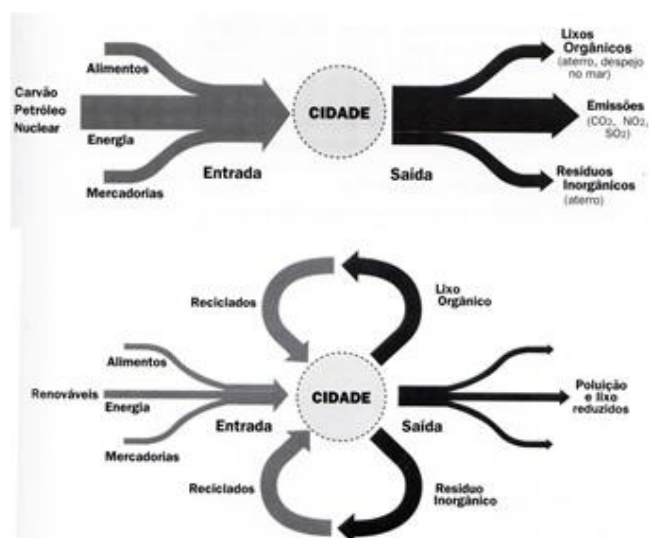 Alimentos
Carvão
Petróleo
Nuclear
Energia
Mercadorias
Entrada
CIDADE
Saída
Lixos
Orgânicos
(aterro, despejo
no mar)
Emissões
(CO2, NO2,
SO2)
Resíduos
Inorgânicos
(aterro)
Reciclados
Lixo
Orgânico
Alimentos
Renováveis
Energia
Mercadorias
Entrada
CIDADE
Saída
Poluição
e lixo
reduzidos
Reciclados
Resíduo
Inorgânico